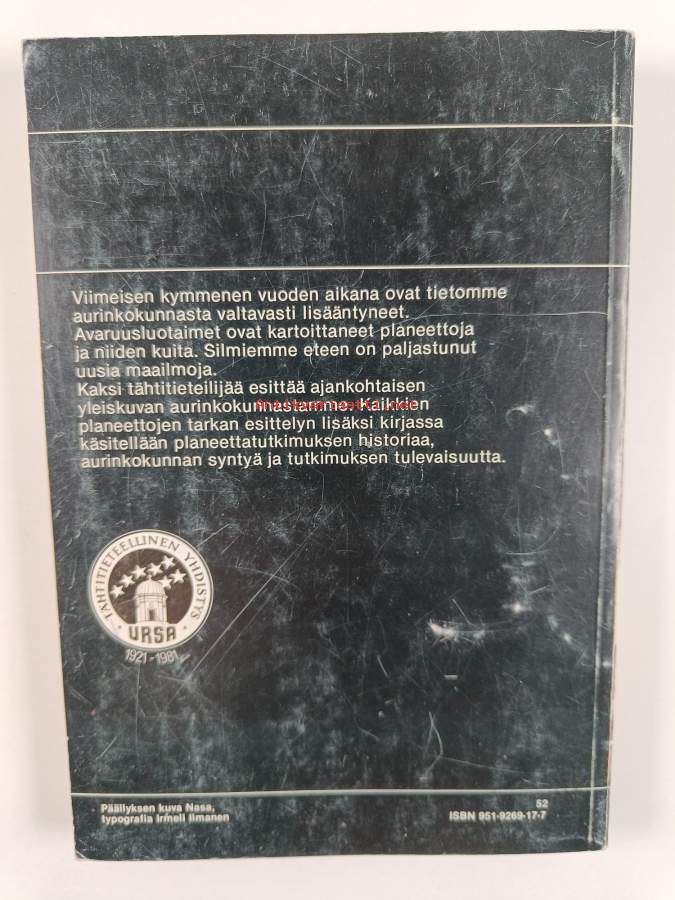 Viimeisen kymmenen vuoden aikana ovat tietomme
aurinkokunnasta valtavasti lisääntyneet.
Avaruusluotaimet ovat kartoittaneet planeettoja
ja niiden kuita. Silmiemme eteen on paljastunut
uusia maailmoja.
Kaksi tähtitieteilijää esittää ajankohtaisen
yleiskuvan aurinkokunnastamme. Kaikkien
planeettojen tarkan esittelyn lisäksi kirjassa
käsitellään planeettatutkimuksen historiaa,
aurinkokunnan syntyä ja tutkimuksen tulevaisuutta.
TÄHTITIETEELLINEN YHDISTYS
URSA
1921-1981
Päällyksen kuva Nasa,
typografia Irmeli Ilmanen
52
ISBN 951-9269-17-7